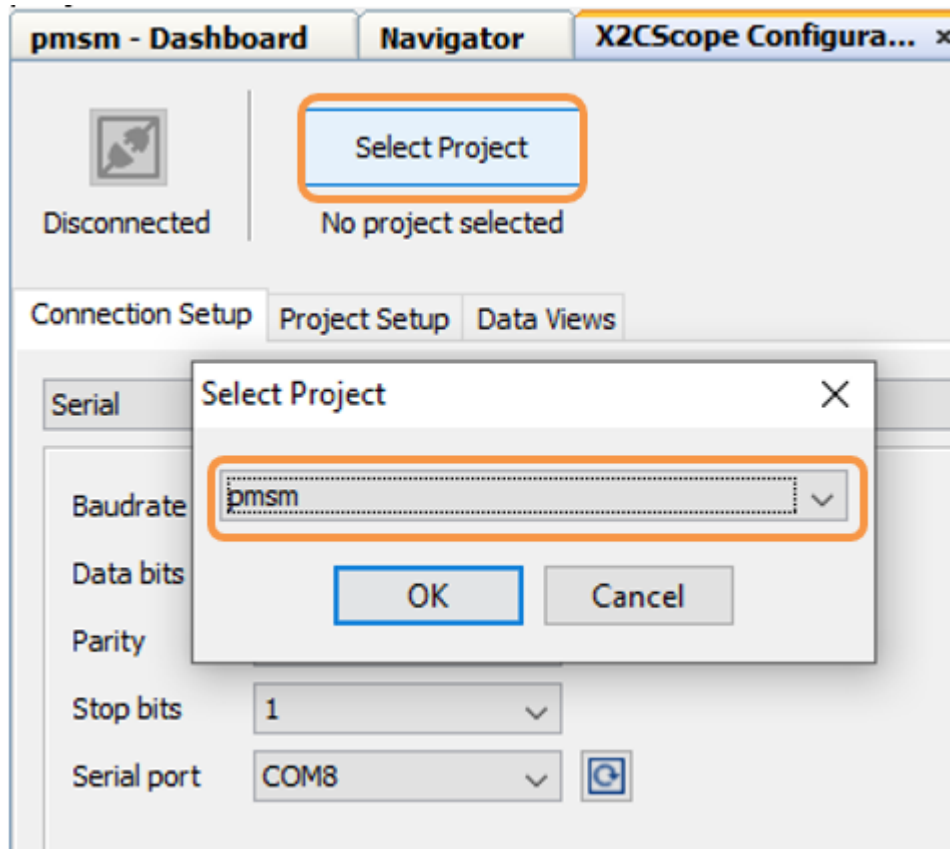 pmsm - Dashboard Navigator X2CScope Configura... ×
Select Project
Disconnected No project selected
Connection Setup Project Setup Data Views
Serial
Select Project
pmsm
Baudrate
Data bits
OK Cancel
Parity
Stop bits 1
Serial port COM8